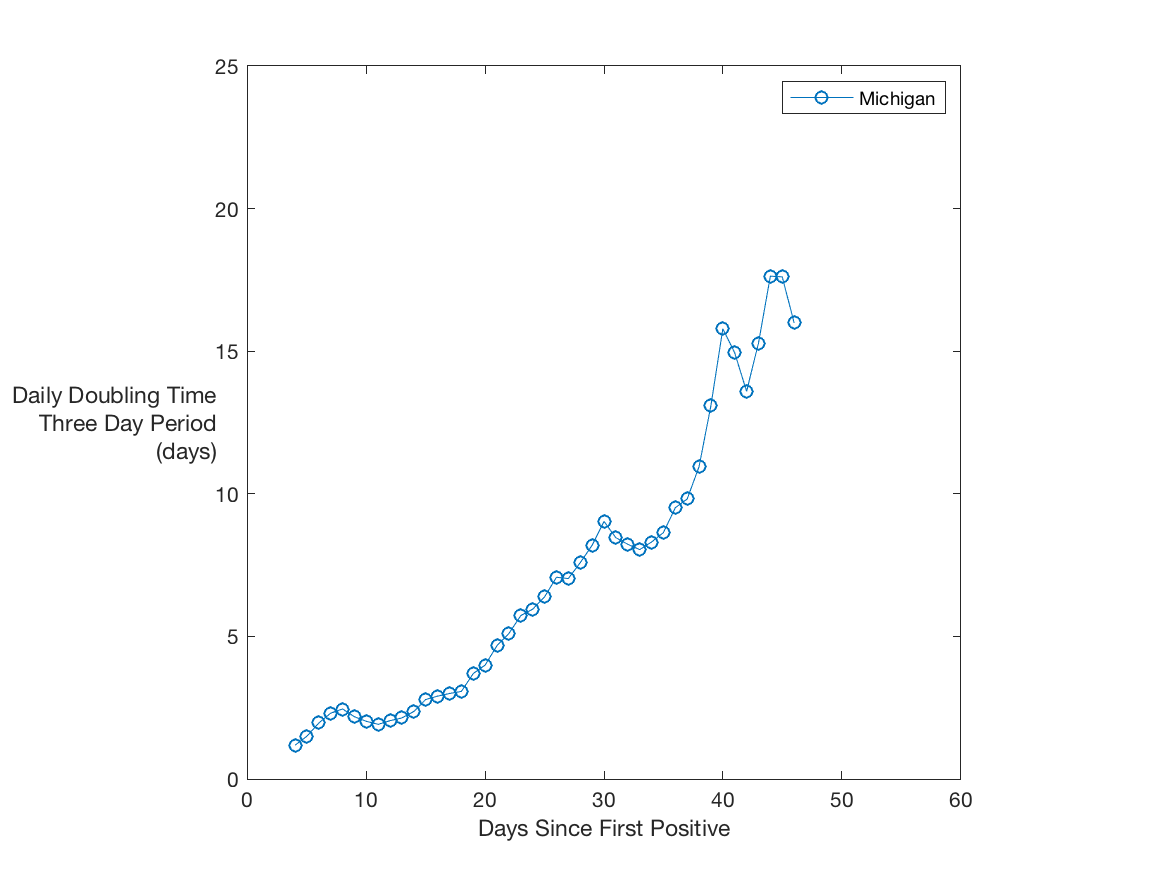 25
Michigan
20
15
Daily Doubling Time
Three Day Period
(days)
10
5
0
0 10 20 30 40 50 60
Days Since First Positive